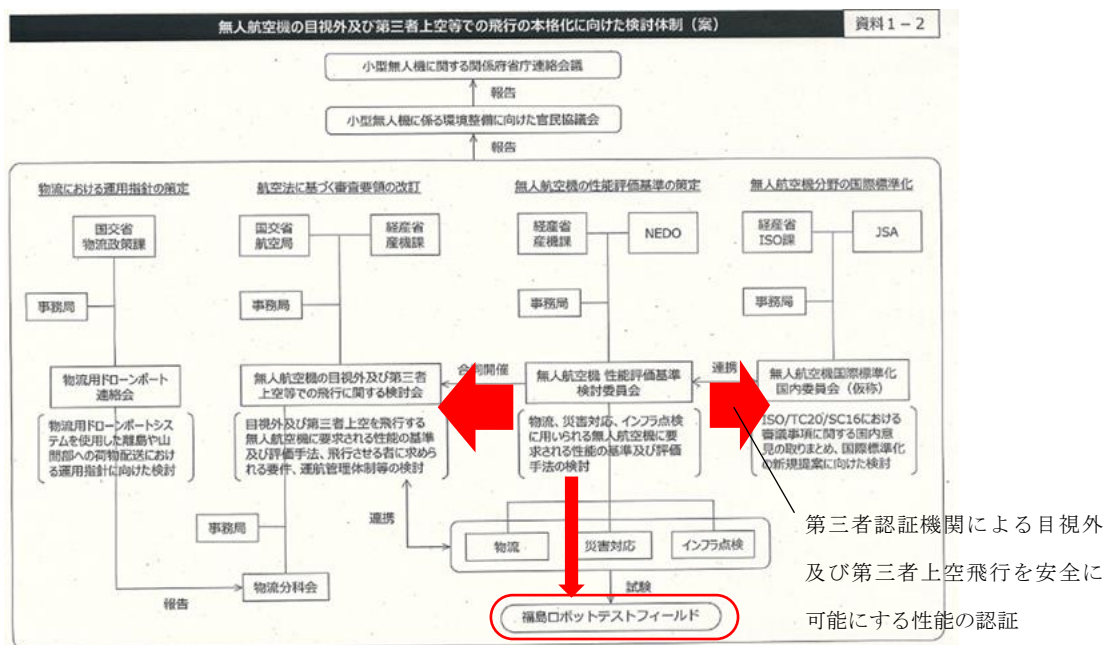 無人航空機の目視外及び第三者上空等での飛行の本格化に向けた検討体制（案）
資料１－２
小型無人機に関する関係府省庁連絡会議
報告
小型無人機に係る環境整備に向けた官民協議会
報告
物流における運用指針の策定
航空法に基づく審査要領の改訂
無人航空機の性能評価基準の策定
無人航空機分野の国際標準化
国交省
物流政策課
国交省
航空局
経産省
産機課
経産省
産機課
NEDO
経産省
ISO課
JSA
事務局
事務局
事務局
事務局
合同開催
連携
物流用ドローンポート
連絡会
無人航空機の目視外及び第三者
上空等での飛行に関する検討会
無人航空機 性能評価基準
検討委員会
無人航空機国際標準化
国内委員会（仮称）
物流用ドローンポートシス
テムを使用した離島や山
間部への荷物配送におけ
る運用指針に向けた検討
目視外及び第三者上空を飛行する
無人航空機に要求される性能の基準
及び評価手法、飛行させる者に求め
られる要件、運航管理体制等の検討
物流、災害対応、インフラ点検
に用いられる無人航空機に要
求される性能の基準及び評価
手法の検討
ISO/TC20/SC16における
審議事項に関する国内意
見の取りまとめ、国際標準化
の新規提案に向けた検討
連携
事務局
物流
災害対応
インフラ点検
物流分科会
報告
試験
福島ロボットテストフィールド
第三者認証機関による目視外
及び第三者上空飛行を安全に
可能にする性能の認証